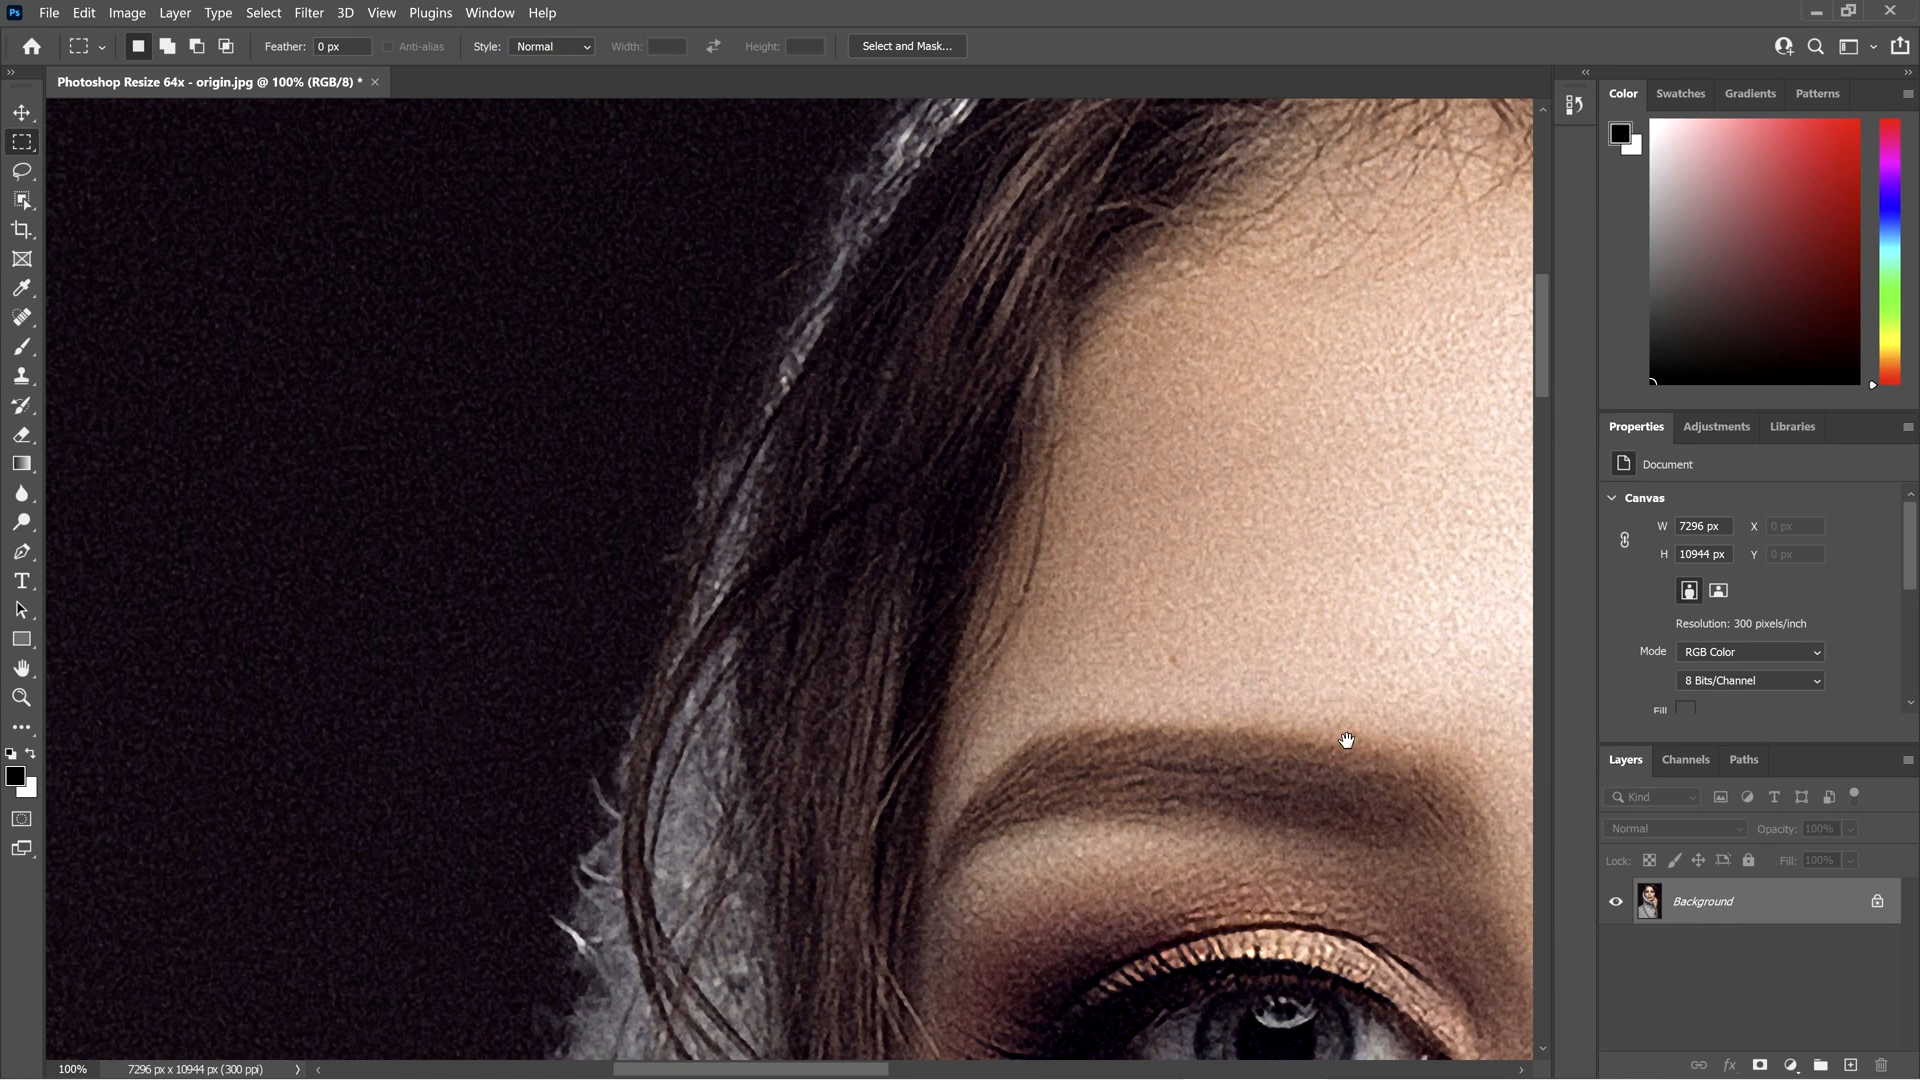 Ps File Edit Image Layer Type Select Filter 3D View Plugins Window Help
Feather: 0 px Anti-alias Style: Normal Width: Height: Select and Mask...
Photoshop Resize 64x - origin.jpg @ 100% (RGB/8) *
Color Swatches Gradients Patterns
Properties Adjustments Libraries
Document
Canvas
W 7296 px X 0 px
H 10944 px Y 0 px
Resolution: 300 pixels/inch
Mode RGB Color
8 Bits/Channel
Fill
Layers Channels Paths
Kind
Normal Opacity: 100%
Lock: Fill: 100%
Background
100% 7296 px x 10944 px (300 ppi)